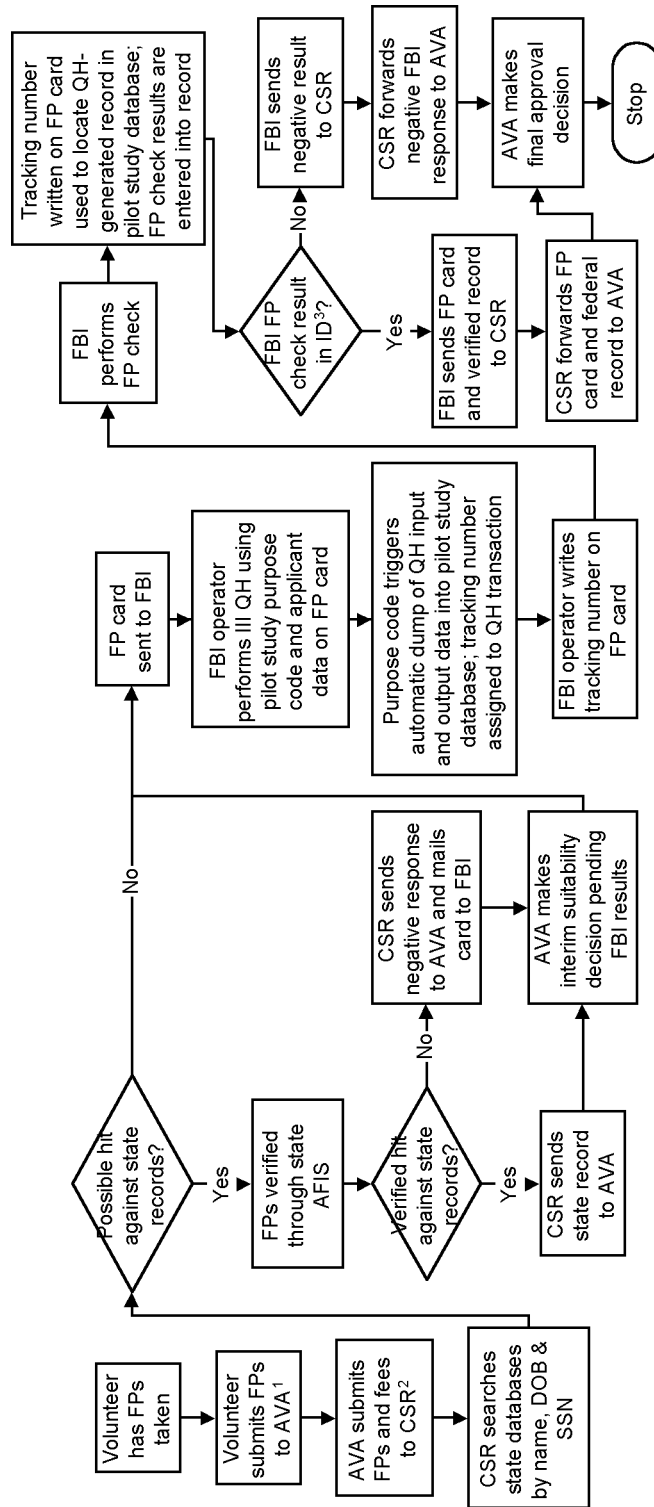 Volunteer
has FPs
taken
Volunteer
submits FPs
to AVA¹
AVA submits
FPs and fees
to CSR²
CSR searches
state databases
by name, DOB &
SSN
Possible hit
against state
records?
No
Yes
FPs verified
through state
AFIS
Verified hit
against state
records?
No
Yes
CSR sends
negative response
to AVA and mails
card to FBI
CSR sends
state record
to AVA
AVA makes
interim suitability
decision pending
FBI results
FP card
sent to FBI
FBI operator
performs III QH using
pilot study purpose
code and applicant
data on FP card
Purpose code triggers
automatic dump of QH input
and output data into pilot study
database; tracking number
assigned to QH transaction
FBI operator writes
tracking number on
FP card
FBI
performs
FP check
Tracking number
written on FP card
used to locate QH-
generated record in
pilot study database;
FP check results are
entered into record
FBI FP
check result
in ID³?
No
Yes
FBI sends
negative result
to CSR
CSR forwards
negative FBI
response to AVA
FBI sends FP card
and verified record
to CSR
CSR forwards FP
card and federal
record to AVA
AVA makes
final approval
decision
Stop